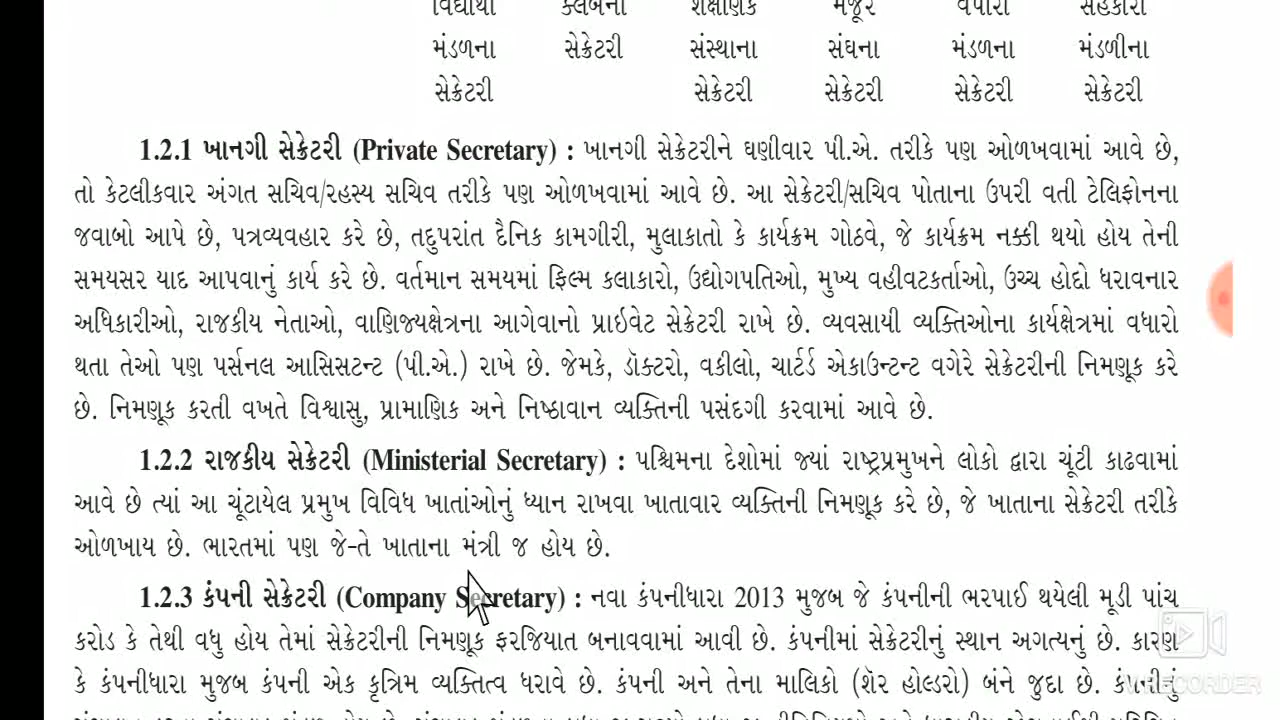 વિદ્યાર્થી ક્લબના શૈક્ષણિક મજૂર વેપારી સહકારી
મંડળના સેક્રેટરી સંસ્થાના સંઘના મંડળના મંડળીના
સેક્રેટરી સેક્રેટરી સેક્રેટરી સેક્રેટરી સેક્રેટરી
1.2.1 ખાનગી સેક્રેટરી (Private Secretary) : ખાનગી સેક્રેટરીને ઘણીવાર પી.એ. તરીકે પણ ઓળખવામાં આવે છે,
તો કેટલીકવાર અંગત સચિવ/રહસ્ય સચિવ તરીકે પણ ઓળખવામાં આવે છે. આ સેક્રેટરી/સચિવ પોતાના ઉપરી વતી ટેલિફોનના
જવાબો આપે છે, પત્રવ્યવહાર કરે છે, તદ્દુપરાંત દૈનિક કામગીરી, મુલાકાતો કે કાર્યક્રમ ગોઠવે, જે કાર્યક્રમ નક્કી થયો હોય તેની
સમયસર યાદ આપવાનું કાર્ય કરે છે. વર્તમાન સમયમાં ફિલ્મ કલાકારો, ઉદ્યોગપતિઓ, મુખ્ય વહીવટકર્તાઓ, ઉચ્ચ હોદ્દો ધરાવનાર
અધિકારીઓ, રાજકીય નેતાઓ, વાણિજ્યક્ષેત્રના આગેવાનો પ્રાઇવેટ સેક્રેટરી રાખે છે. વ્યવસાયી વ્યક્તિઓના કાર્યક્ષેત્રમાં વધારો
થતા તેઓ પણ પર્સનલ આસિસ્ટન્ટ (પી.એ.) રાખે છે. જેમકે, ડૉક્ટરો, વકીલો, ચાર્ટર્ડ એકાઉન્ટન્ટ વગેરે સેક્રેટરીની નિમણૂક કરે
છે. નિમણૂક કરતી વખતે વિશ્વાસુ, પ્રામાણિક અને નિષ્ઠાવાન વ્યક્તિની પસંદગી કરવામાં આવે છે.
1.2.2 રાજકીય સેક્રેટરી (Ministerial Secretary) : પશ્ચિમના દેશોમાં જ્યાં રાષ્ટ્રપ્રમુખને લોકો દ્વારા ચૂંટી કાઢવામાં
આવે છે ત્યાં આ ચૂંટાયેલ પ્રમુખ વિવિધ ખાતાંઓનું ધ્યાન રાખવા ખાતાવાર વ્યક્તિની નિમણૂક કરે છે, જે ખાતાના સેક્રેટરી તરીકે
ઓળખાય છે. ભારતમાં પણ જે-તે ખાતાના મંત્રી જ હોય છે.
1.2.3 કંપની સેક્રેટરી (Company Secretary) : નવા કંપનીધારા 2013 મુજબ જે કંપનીની ભરપાઈ થયેલી મૂડી પાંચ
કરોડ કે તેથી વધુ હોય તેમાં સેક્રેટરીની નિમણૂક ફરજિયાત બનાવવામાં આવી છે. કંપનીમાં સેક્રેટરીનું સ્થાન અગત્યનું છે. કારણ
કે કંપનીધારા મુજબ કંપની એક કૃત્રિમ વ્યક્તિત્વ ધરાવે છે. કંપની અને તેના માલિકો (શૅર હોલ્ડરો) બંને જુદા છે. કંપનીનું
V RECORDER